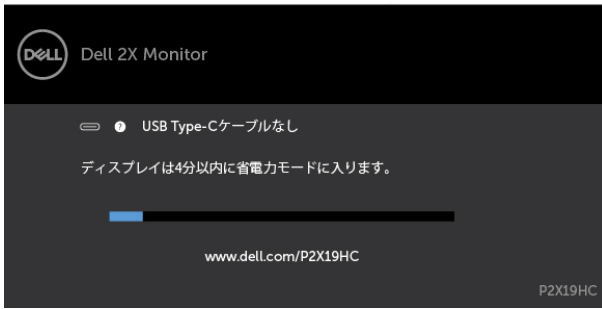 DELL
Dell 2X Monitor
? USB Type-Cケーブルなし
ディスプレイは4分以内に省電力モードに入ります。
www.dell.com/P2X19HC
P2X19HC